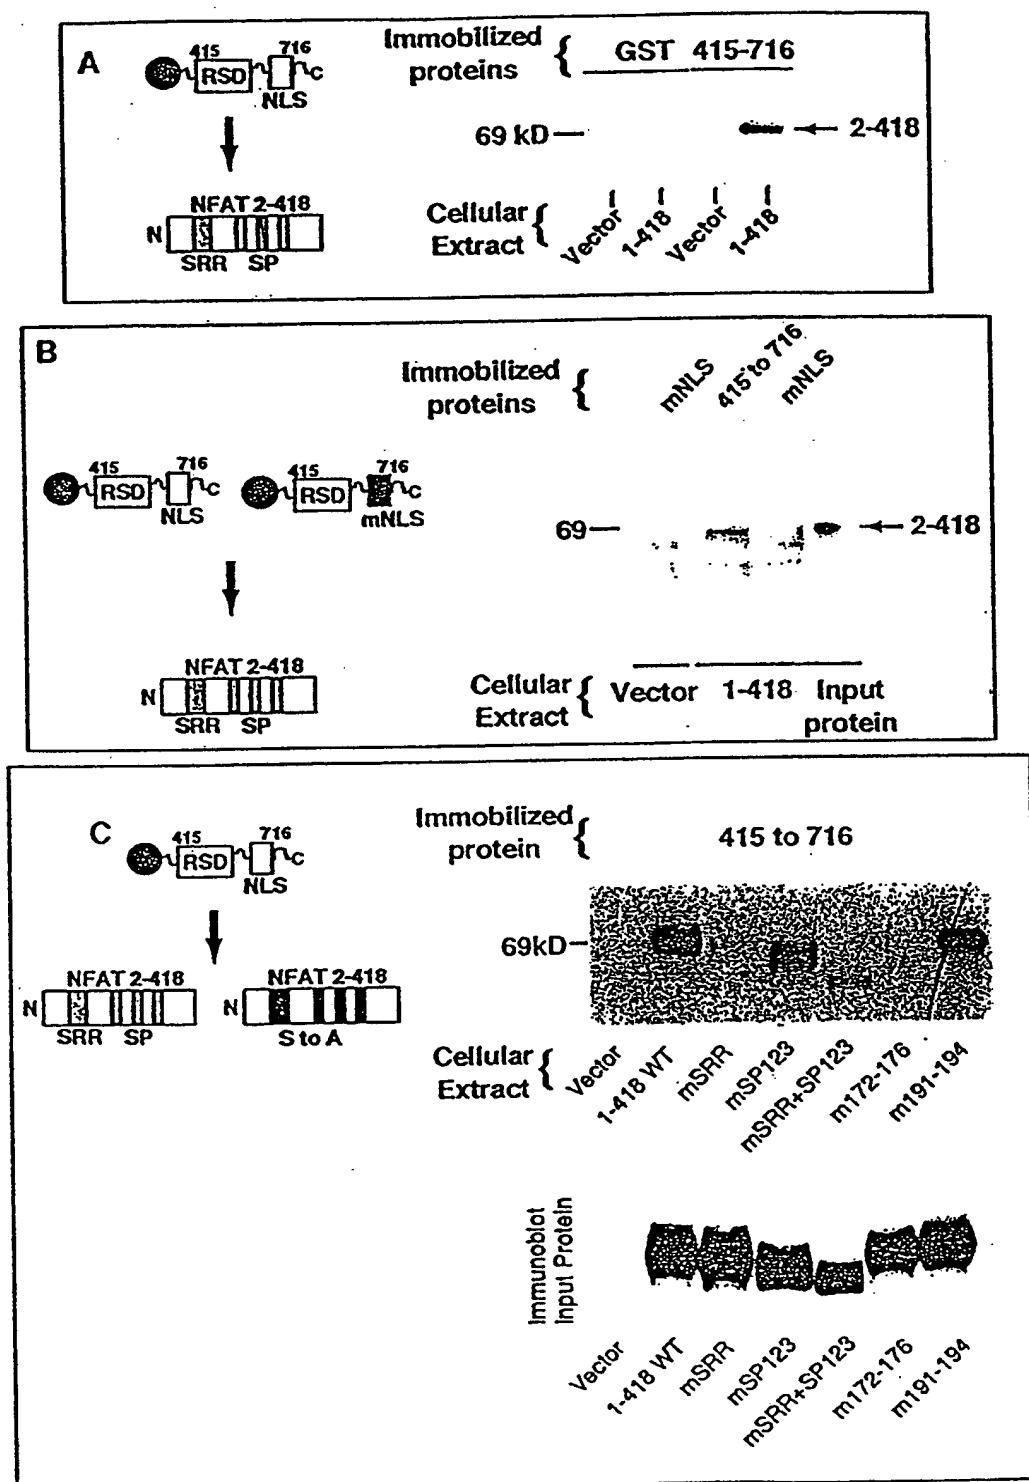 A
415
716
RSD
C
NLS
NFAT 2-418
N
SRR
SP
Immobilized
proteins
{
GST 415-716
69 kD
2-418
Cellular
Extract
{
Vector
1-418
Vector
1-418
B
Immobilized
proteins
{
mNLS
415 to 716
mNLS
415
716
RSD
C
NLS
415
716
RSD
C
mNLS
69
2-418
NFAT 2-418
N
SRR
SP
Cellular
Extract
{
Vector
1-418
Input
protein
C
415
716
RSD
C
NLS
Immobilized
protein
{
415 to 716
69kD
NFAT 2-418
N
SRR
SP
NFAT 2-418
N
S to A
Cellular
Extract
{
Vector
1-418 WT
mSRR
mSP123
mSRR+SP123
m172-176
m191-194
Immunoblot
Input Protein
Vector
1-418 WT
mSRR
mSP123
mSRR+SP123
m172-176
m191-194